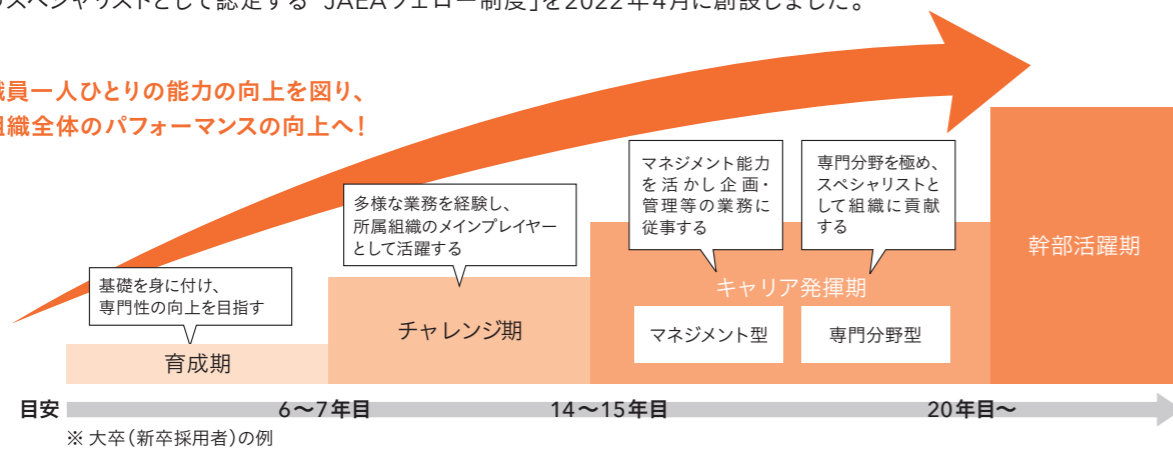 のスペシャリストとして認定する「JAEAフェロー制度」を2022年4月に創設しました。
職員一人ひとりの能力の向上を図り、
組織全体のパフォーマンスの向上へ!
基礎を身に付け、
専門性の向上を目指す
育成期
多様な業務を経験し、
所属組織のメインプレイヤー
として活躍する
チャレンジ期
マネジメント能力
を活かし企画・
管理等の業務に
従事する
専門分野を極め、
スペシャリストと
して組織に貢献
する
キャリア発揮期
マネジメント型
専門分野型
幹部活躍期
目安
6〜7年目
14〜15年目
20年目〜
※ 大卒(新卒採用者)の例